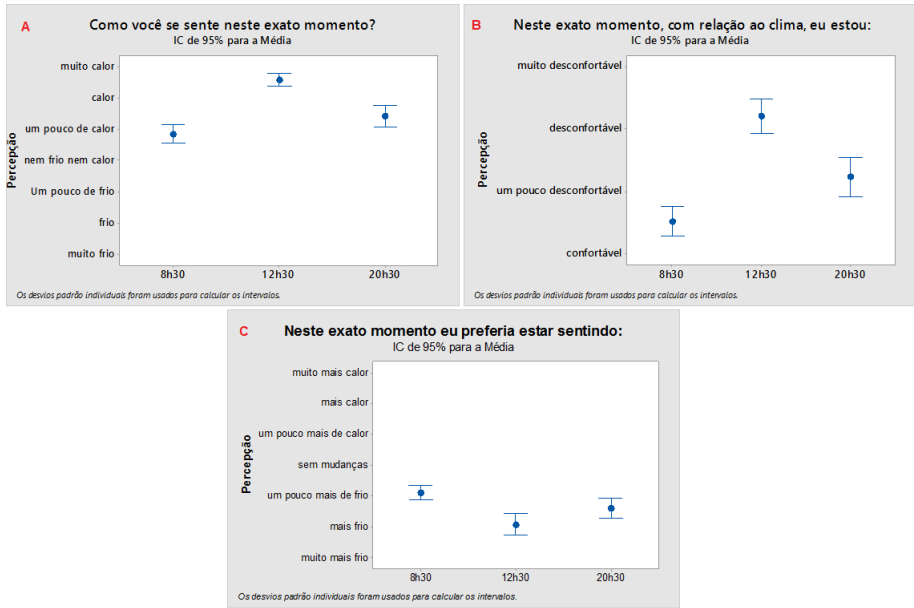 A
Como você se sente neste exato momento?
IC de 95% para a Média
muito calor
calor
um pouco de calor
nem frio nem calor
Um pouco de frio
frio
muito frio
Percepção
8h30 12h30 20h30
Os desvios padrão individuais foram usados para calcular os intervalos.
B
Neste exato momento, com relação ao clima, eu estou:
IC de 95% para a Média
muito desconfortável
desconfortável
um pouco desconfortável
confortável
Percepção
8h30 12h30 20h30
Os desvios padrão individuais foram usados para calcular os intervalos.
C
Neste exato momento eu preferia estar sentindo:
IC de 95% para a Média
muito mais calor
mais calor
um pouco mais de calor
sem mudanças
um pouco mais de frio
mais frio
muito mais frio
Percepção
8h30 12h30 20h30
Os desvios padrão individuais foram usados para calcular os intervalos.